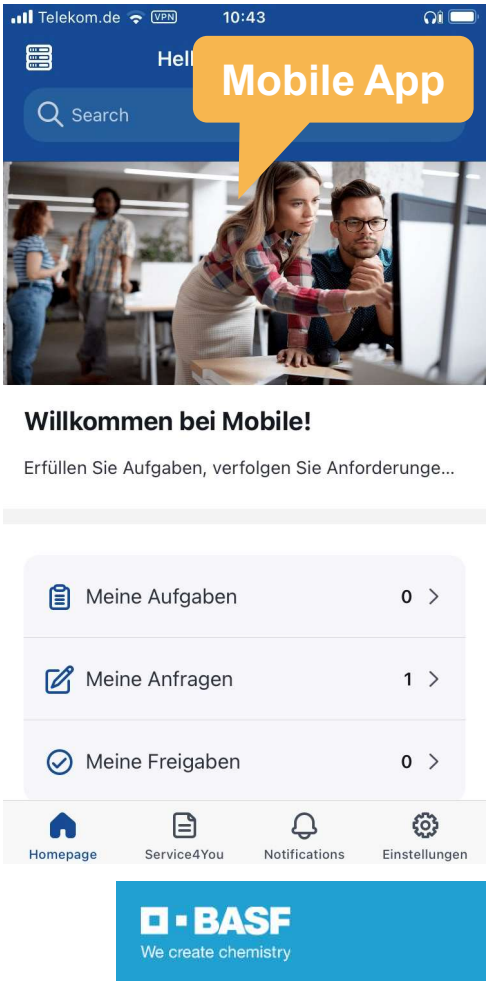 Telekom.de VPN 10:43
Hell
Mobile App
Search
Willkommen bei Mobile!
Erfüllen Sie Aufgaben, verfolgen Sie Anforderunge...
Meine Aufgaben 0
Meine Anfragen 1
Meine Freigaben 0
Homepage Service4You Notifications Einstellungen
BASF
We create chemistry